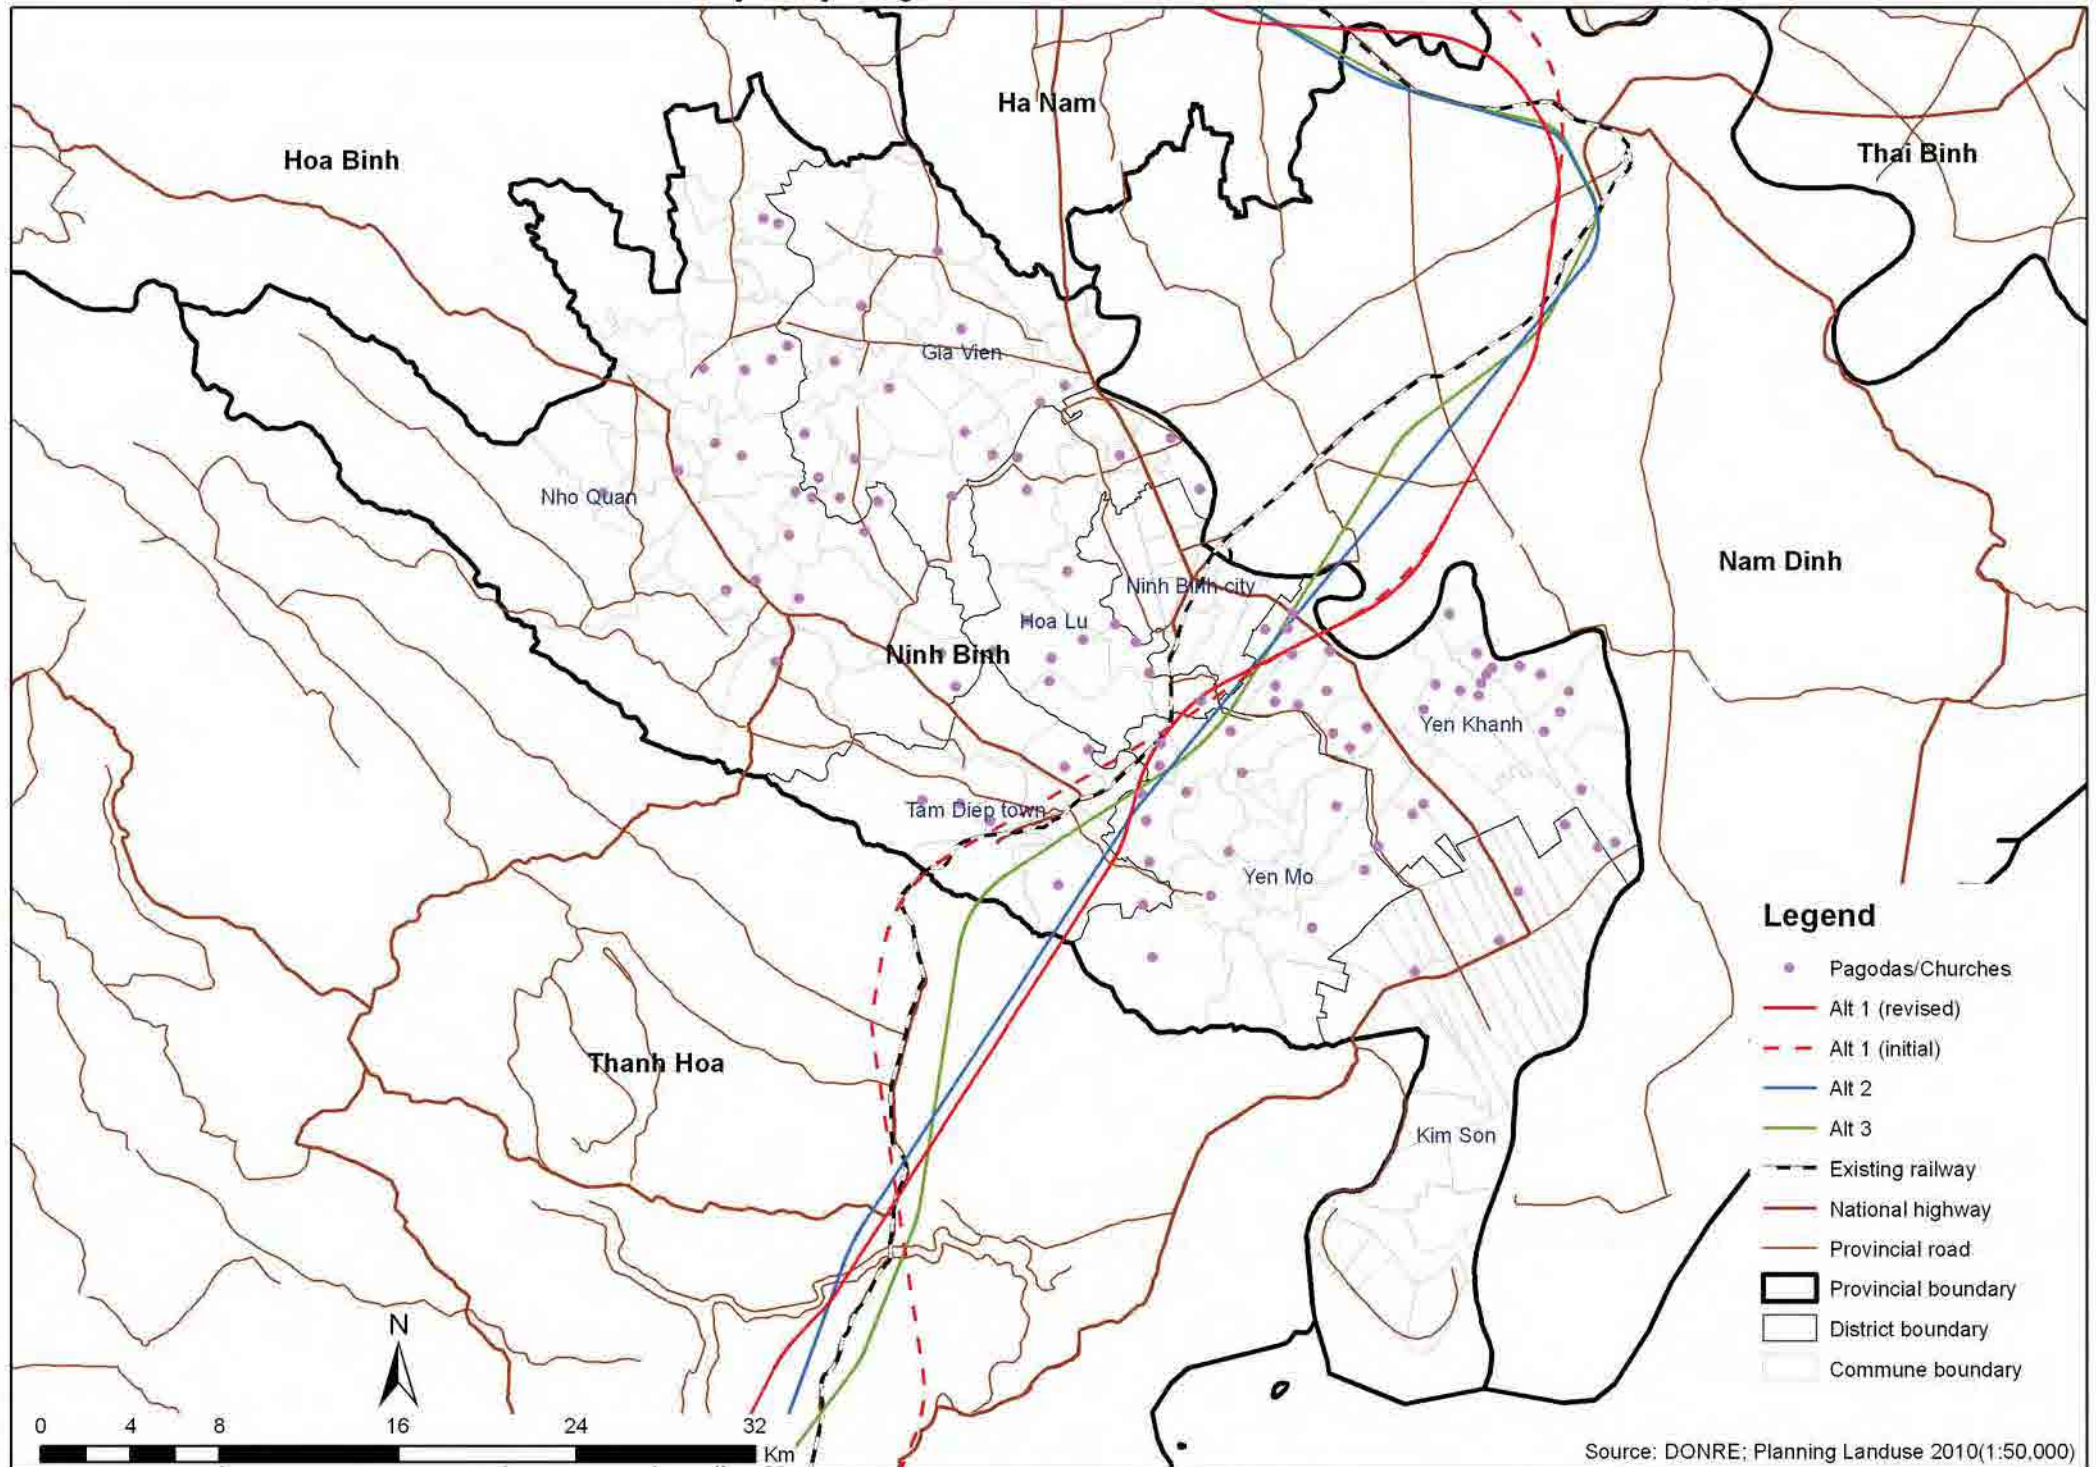 Ha Nam
Hoa Binh
Thai Binh
Gia Vien
Nho Quan
Nam Dinh
Ninh Binh city
Hoa Lu
Ninh Binh
Yen Khanh
Tam Diep town
Yen Mo
Thanh Hoa
Kim Son
Legend
Pagodas/Churches
Alt 1 (revised)
Alt 1 (initial)
Alt 2
Alt 3
Existing railway
National highway
Provincial road
Provincial boundary
District boundary
Commune boundary
N
0 4 8 16 24 32
Km
Source: DONRE; Planning Landuse 2010(1:50,000)